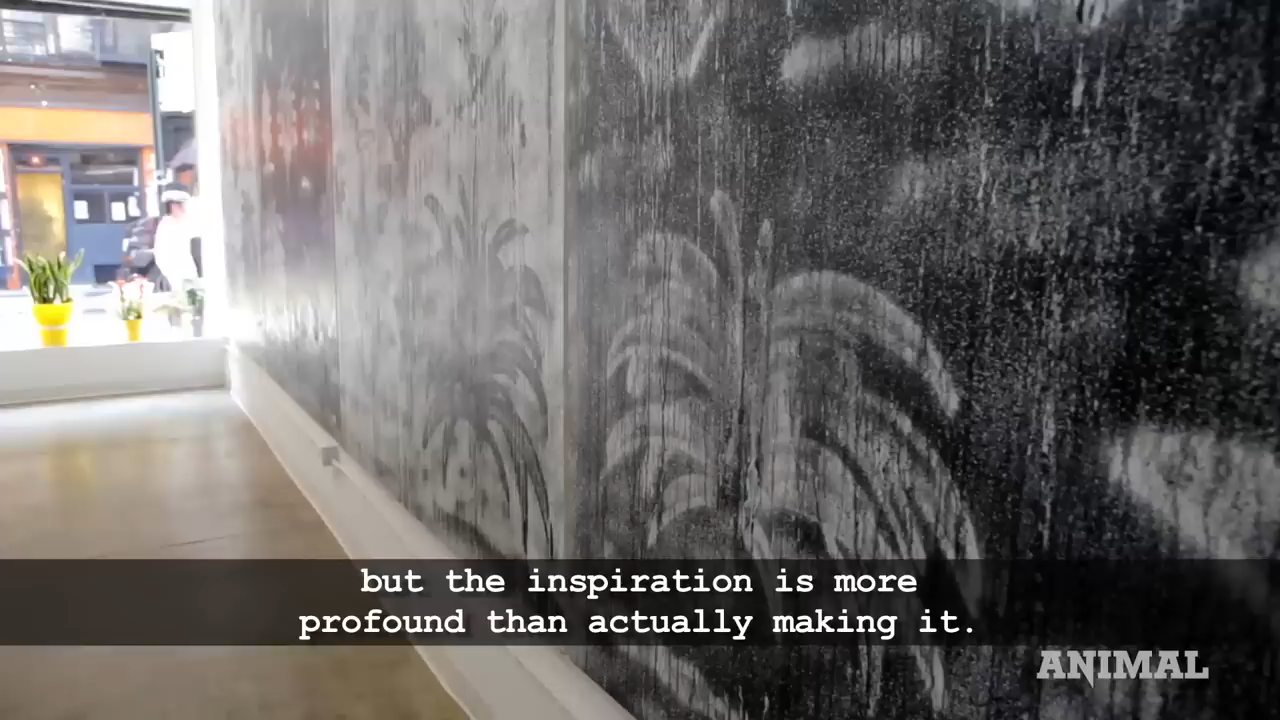 but the inspiration is more
profound than actually making it.
ANIMAL